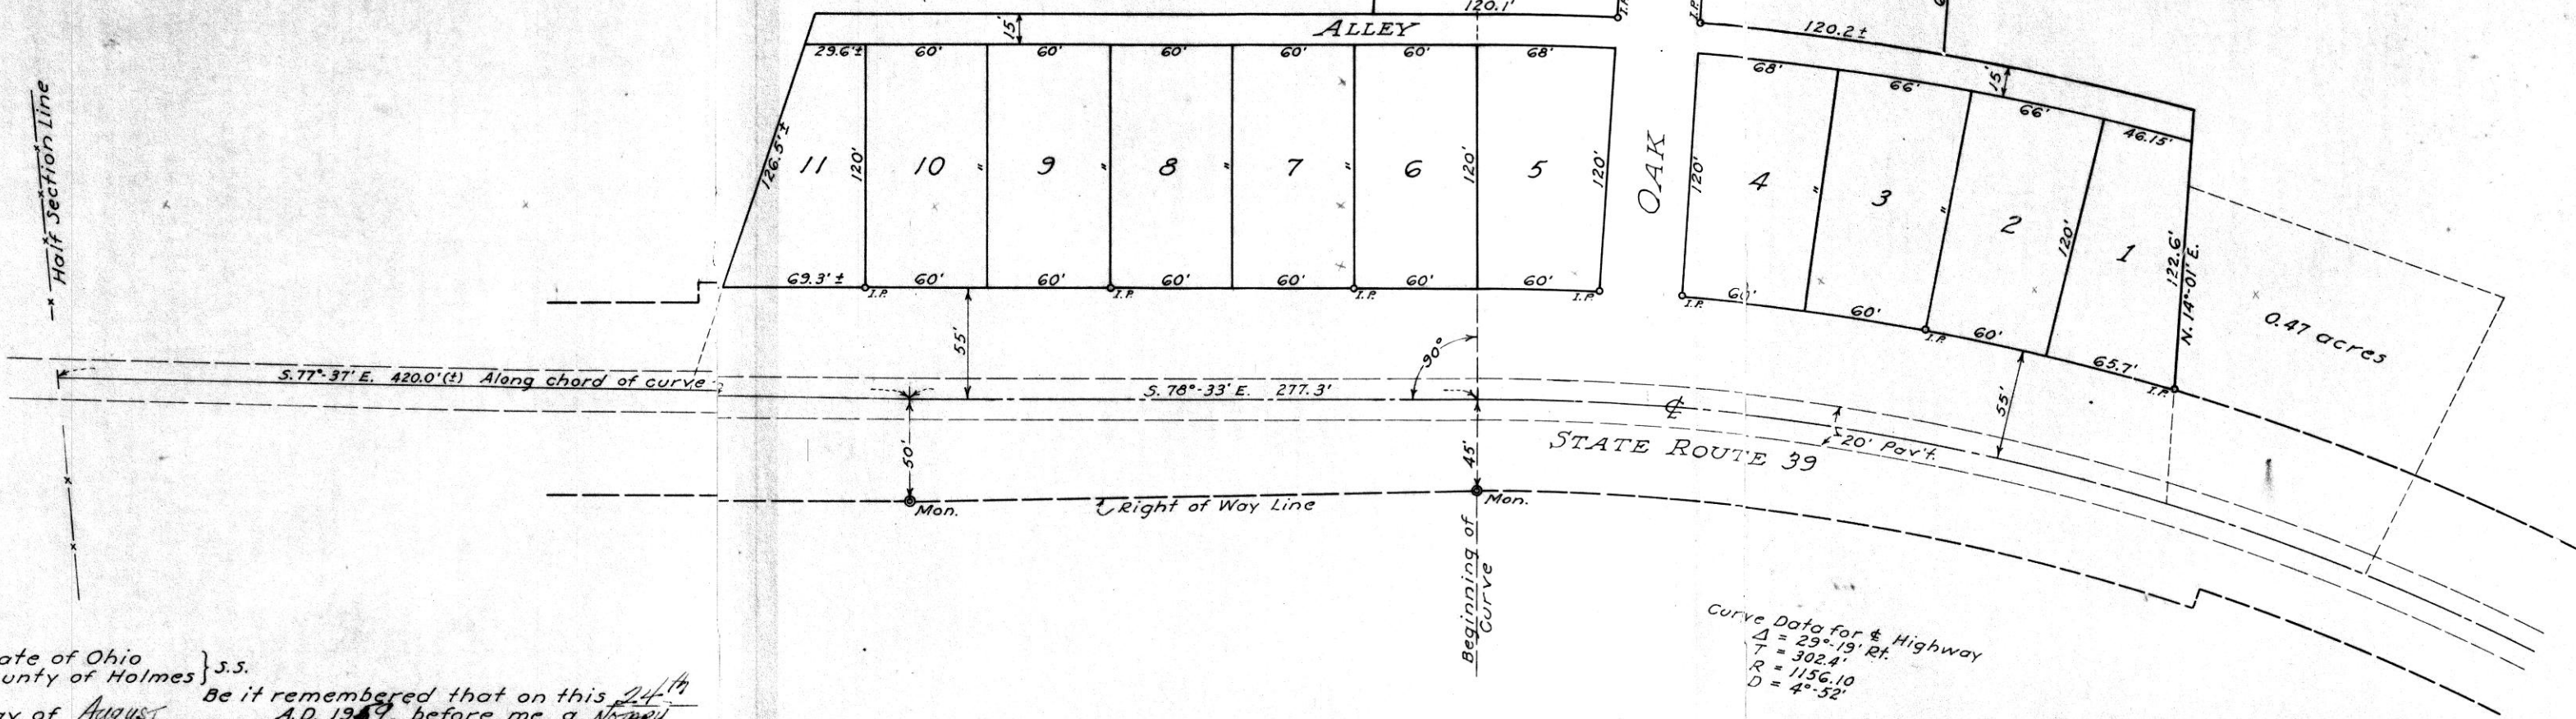 120.1'
I.P.
I.P.
120.2 ±
15'
ALLEY
29.6'±
60'
60'
60'
60'
60'
68'
68'
66'
15'
66'
46.15'
Half Section Line
126.5'±
11
120'
10
"
9
"
8
"
7
"
6
120'
5
120'
OAK
120'
4
"
3
"
2
120'
1
122.6'
N. 14°-01' E.
0.47 acres
69.3' ±
60'
60'
60'
60'
60'
60'
60'
60'
60'
65.7'
I.P.
I.P.
I.P.
I.P.
I.P.
I.P.
I.P.
55'
90°
55'
S. 77°-37' E. 420.0'(±) Along chord of curve
S. 78°-33' E. 277.3'
℄
20' Pav't.
STATE ROUTE 39
50'
45'
Mon.
Right of Way Line
Mon.
Beginning of
Curve
Curve Data for ℄ Highway
Δ = 29°-19' Rt.
T = 302.4'
R = 1156.10
D = 4°-52'
ate of Ohio
unty of Holmes } s.s.
Be it remembered that on this 24th
ay of August A.D. 1959, before me a Notary